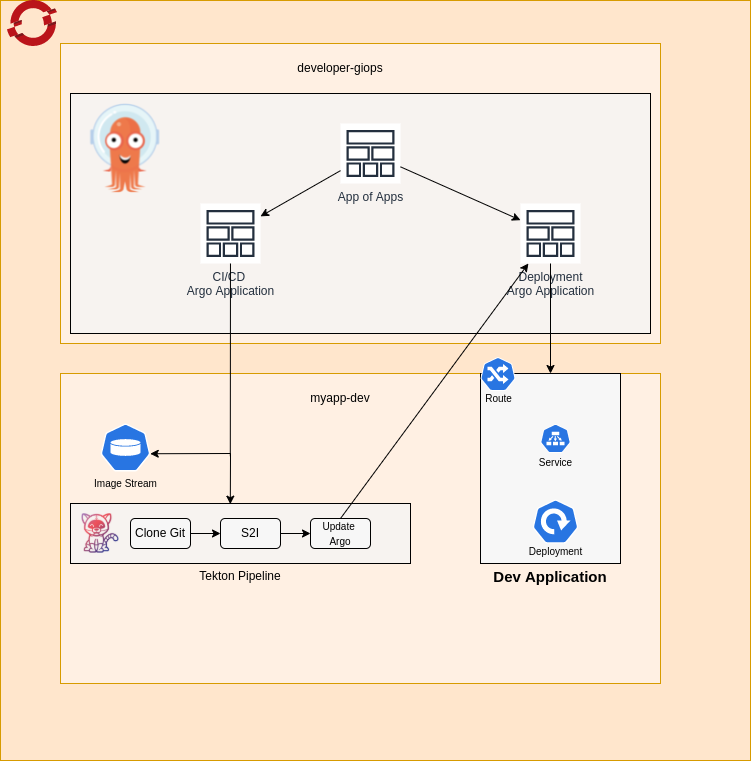 developer-giops
App of Apps
CI/CD
Argo Application
Deployment
Argo Application
myapp-dev
Route
Image Stream
Service
Clone Git
S2I
Update
Argo
Deployment
Tekton Pipeline
Dev Application